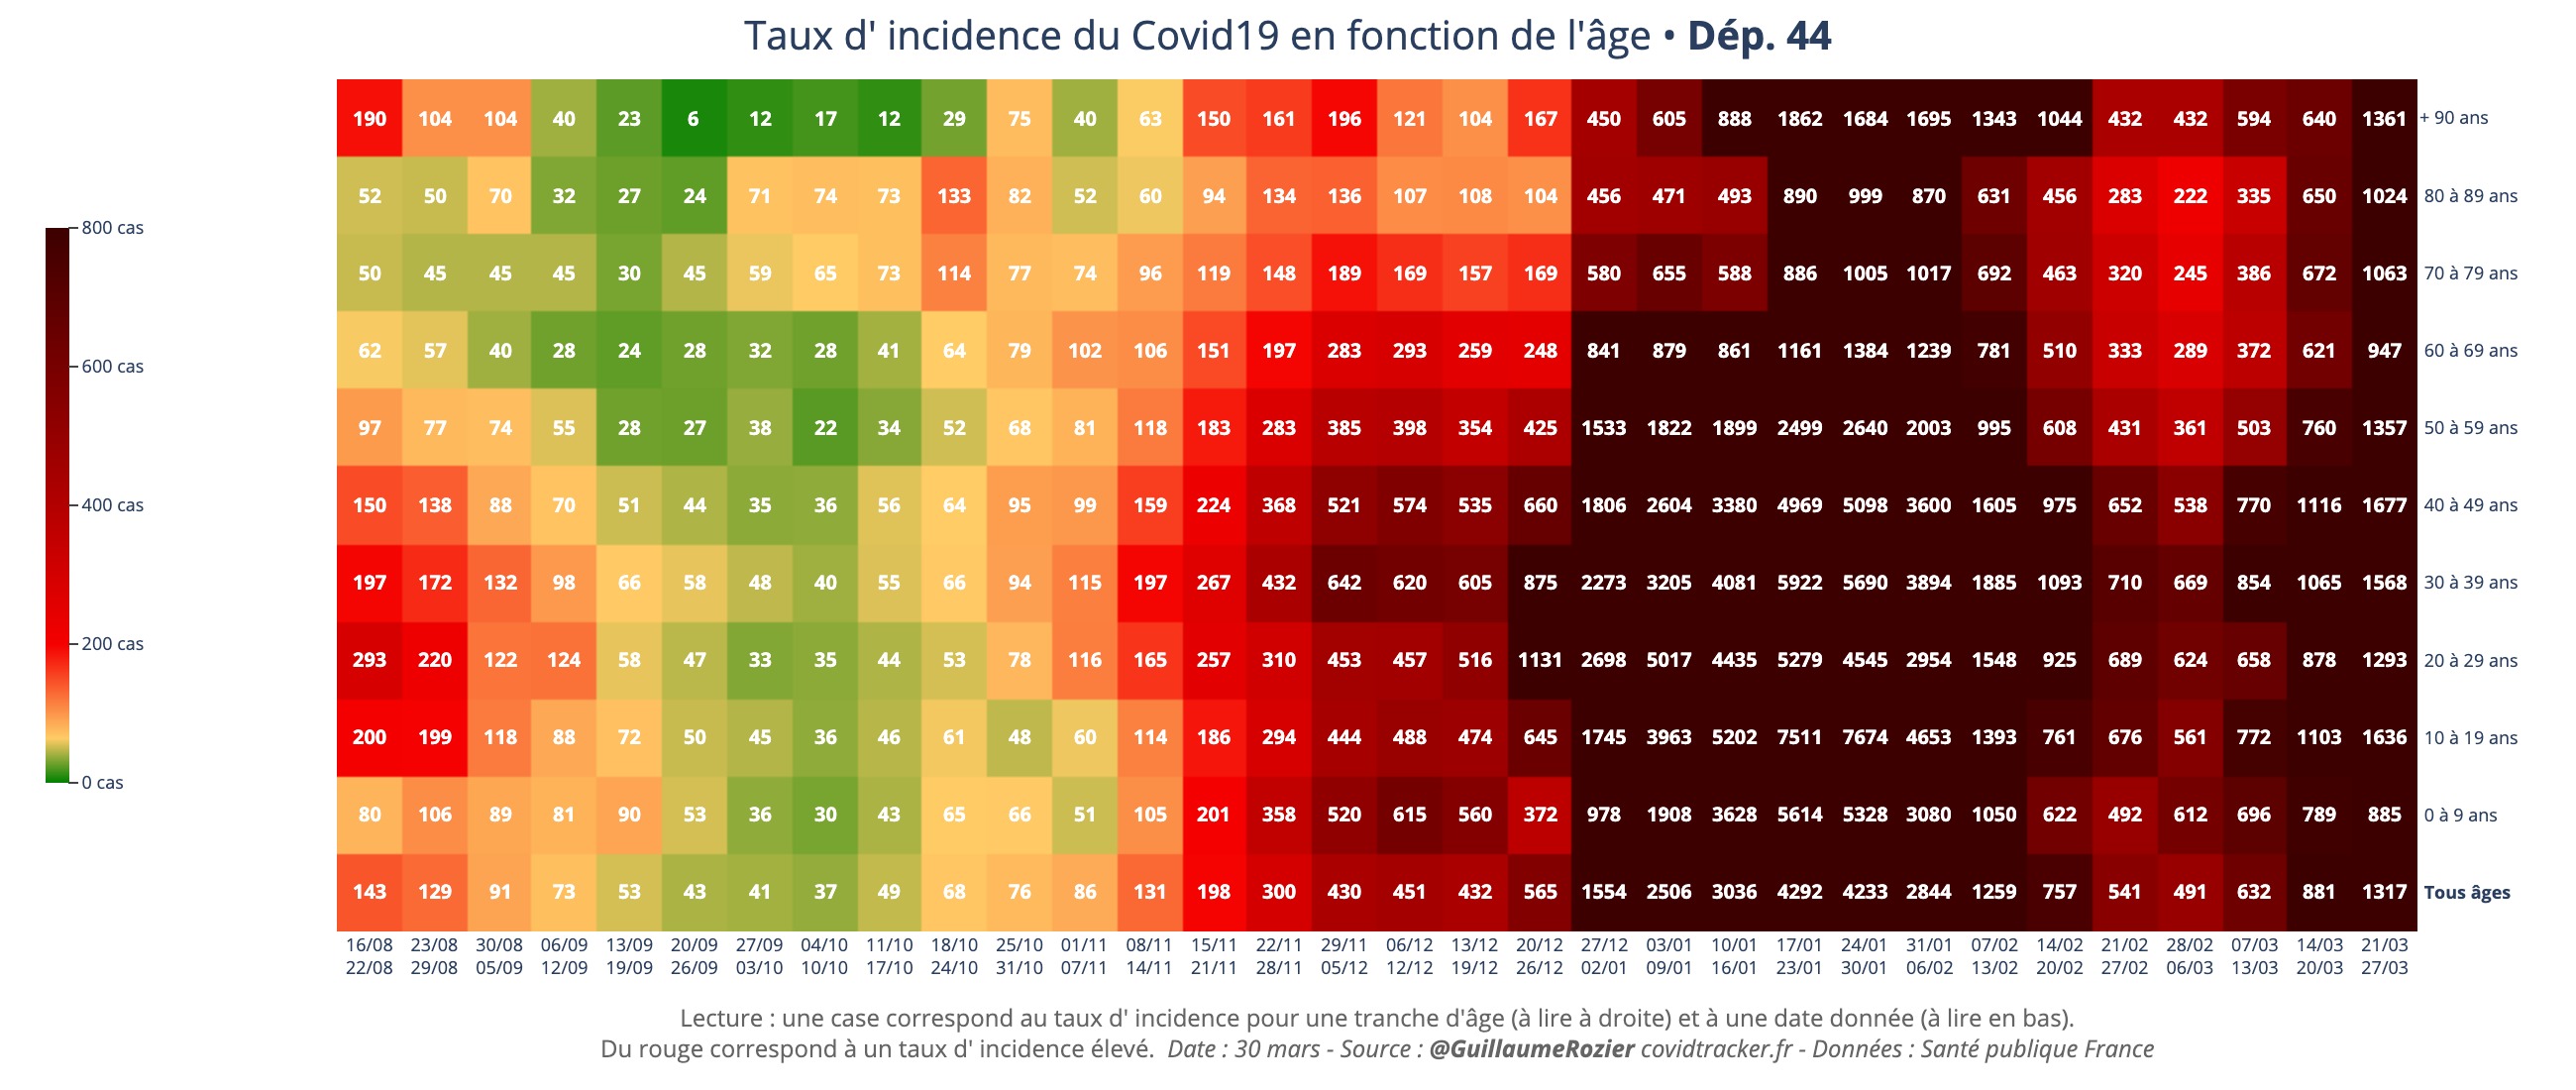 Taux d' incidence du Covid19 en fonction de l'âge • Dép. 44
190 104 104 40 23 6 12 17 12 29 75 40 63 150 161 196 121 104 167 450 605 888 1862 1684 1695 1343 1044 432 432 594 640 1361 + 90 ans
52 50 70 32 27 24 71 74 73 133 82 52 60 94 134 136 107 108 104 456 471 493 890 999 870 631 456 283 222 335 650 1024 80 à 89 ans
800 cas
50 45 45 45 30 45 59 65 73 114 77 74 96 119 148 189 169 157 169 580 655 588 886 1005 1017 692 463 320 245 386 672 1063 70 à 79 ans
62 57 40 28 24 28 32 28 41 64 79 102 106 151 197 283 293 259 248 841 879 861 1161 1384 1239 781 510 333 289 372 621 947 60 à 69 ans
600 cas
97 77 74 55 28 27 38 22 34 52 68 81 118 183 283 385 398 354 425 1533 1822 1899 2499 2640 2003 995 608 431 361 503 760 1357 50 à 59 ans
400 cas
150 138 88 70 51 44 35 36 56 64 95 99 159 224 368 521 574 535 660 1806 2604 3380 4969 5098 3600 1605 975 652 538 770 1116 1677 40 à 49 ans
197 172 132 98 66 58 48 40 55 66 94 115 197 267 432 642 620 605 875 2273 3205 4081 5922 5690 3894 1885 1093 710 669 854 1065 1568 30 à 39 ans
200 cas
293 220 122 124 58 47 33 35 44 53 78 116 165 257 310 453 457 516 1131 2698 5017 4435 5279 4545 2954 1548 925 689 624 658 878 1293 20 à 29 ans
200 199 118 88 72 50 45 36 46 61 48 60 114 186 294 444 488 474 645 1745 3963 5202 7511 7674 4653 1393 761 676 561 772 1103 1636 10 à 19 ans
0 cas
80 106 89 81 90 53 36 30 43 65 66 51 105 201 358 520 615 560 372 978 1908 3628 5614 5328 3080 1050 622 492 612 696 789 885 0 à 9 ans
143 129 91 73 53 43 41 37 49 68 76 86 131 198 300 430 451 432 565 1554 2506 3036 4292 4233 2844 1259 757 541 491 632 881 1317 Tous âges
16/08 23/08 30/08 06/09 13/09 20/09 27/09 04/10 11/10 18/10 25/10 01/11 08/11 15/11 22/11 29/11 06/12 13/12 20/12 27/12 03/01 10/01 17/01 24/01 31/01 07/02 14/02 21/02 28/02 07/03 14/03 21/03
22/08 29/08 05/09 12/09 19/09 26/09 03/10 10/10 17/10 24/10 31/10 07/11 14/11 21/11 28/11 05/12 12/12 19/12 26/12 02/01 09/01 16/01 23/01 30/01 06/02 13/02 20/02 27/02 06/03 13/03 20/03 27/03
Lecture : une case correspond au taux d' incidence pour une tranche d'âge (à lire à droite) et à une date donnée (à lire en bas).
Du rouge correspond à un taux d' incidence élevé. Date : 30 mars - Source : @GuillaumeRozier covidtracker.fr - Données : Santé publique France